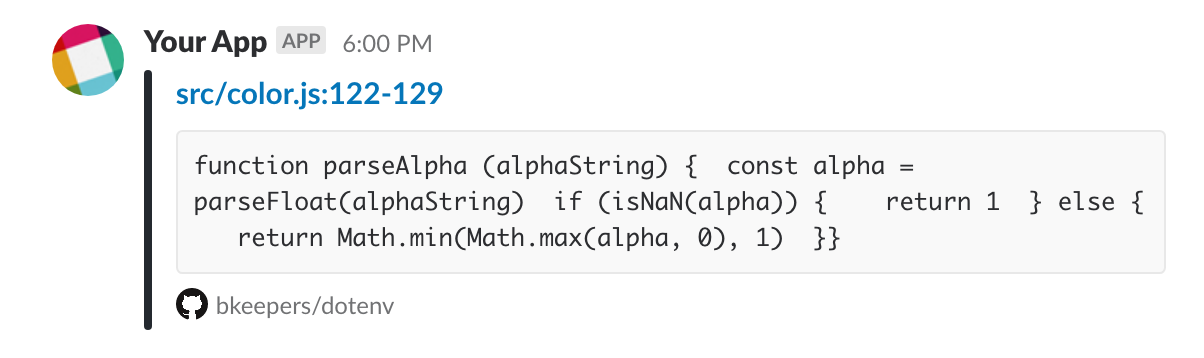 Your App APP 6:00 PM
src/color.js:122-129
function parseAlpha (alphaString) {  const alpha =
parseFloat(alphaString)  if (isNaN(alpha)) {    return 1  } else {
   return Math.min(Math.max(alpha, 0), 1)  }}
bkeepers/dotenv